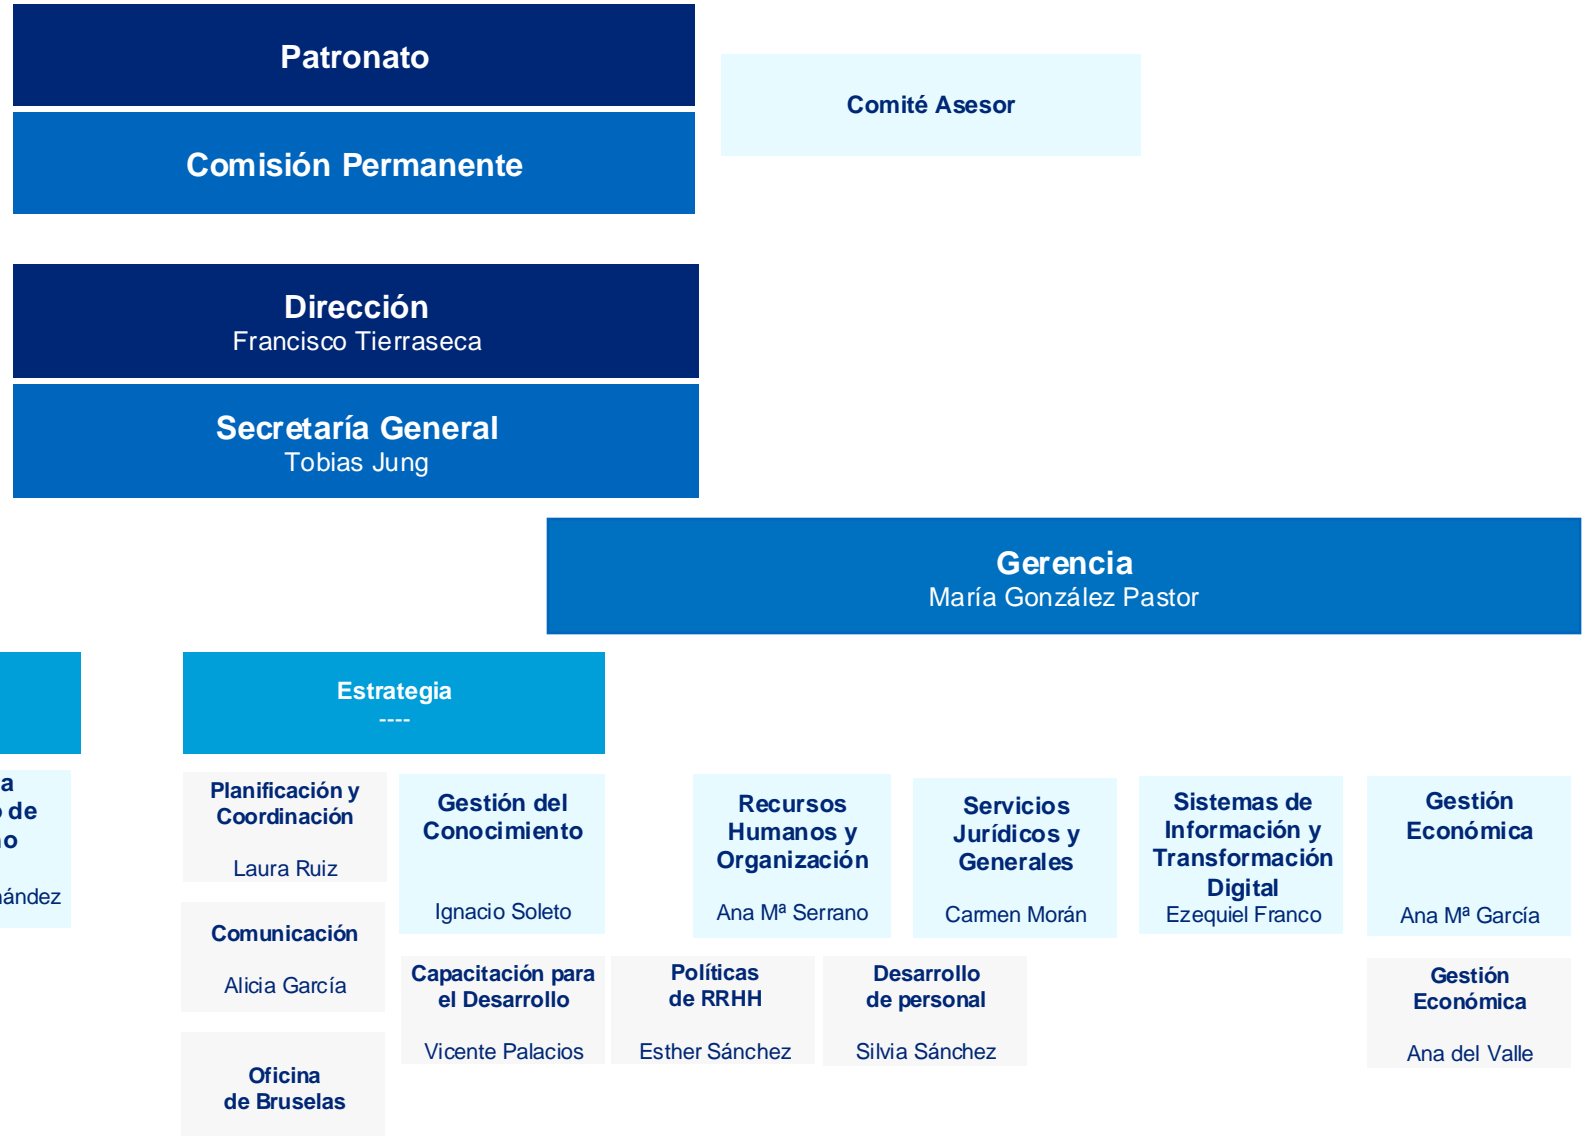 Patronato
Comité Asesor
Comisión Permanente
Dirección
Francisco Tierraseca
Secretaría General
Tobias Jung
Gerencia
María González Pastor
Estrategia
----
Planificación y
Coordinación
Laura Ruiz
Comunicación
Alicia García
Oficina
de Bruselas
Gestión del
Conocimiento
Ignacio Soleto
Capacitación para
el Desarrollo
Vicente Palacios
Recursos
Humanos y
Organización
Ana Mª Serrano
Políticas
de RRHH
Esther Sánchez
Desarrollo
de personal
Silvia Sánchez
Servicios
Jurídicos y
Generales
Carmen Morán
Sistemas de
Información y
Transformación
Digital
Ezequiel Franco
Gestión
Económica
Ana Mª García
Gestión
Económica
Ana del Valle